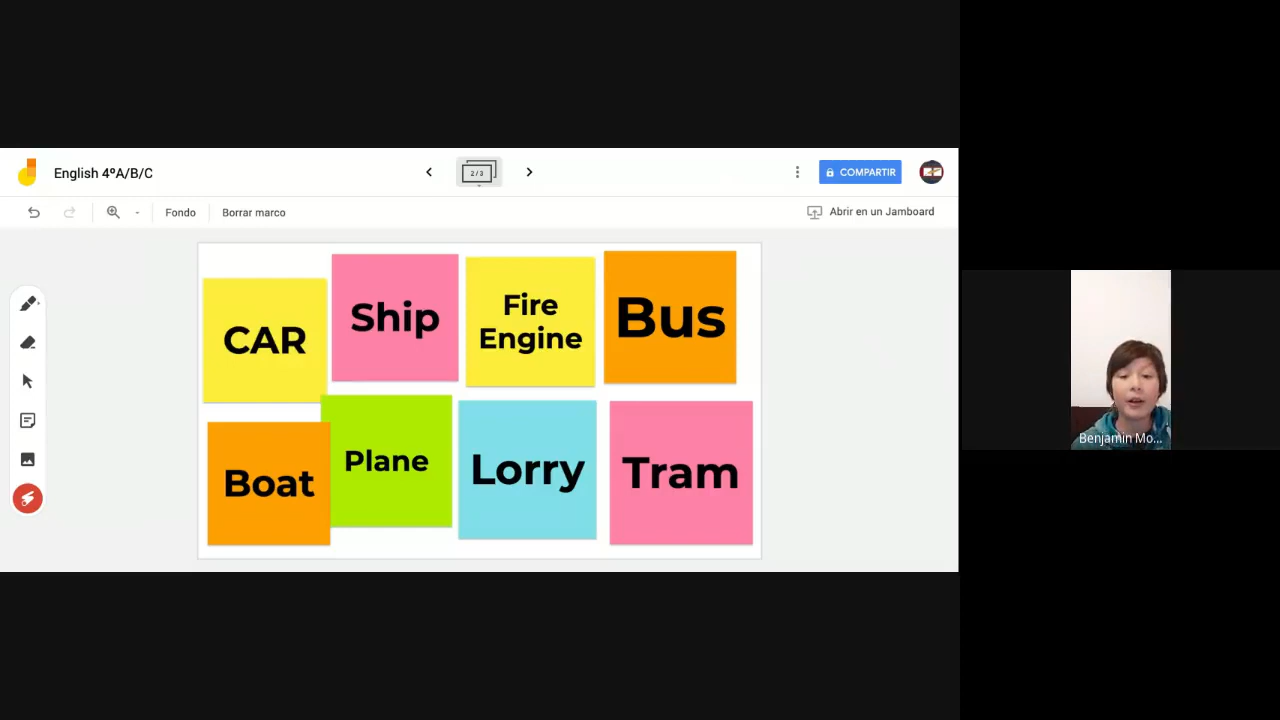 English 4ºA/B/C
2/3
COMPARTIR
Fondo
Borrar marco
Abrir en un Jamboard
CAR
Ship
Fire
Engine
Bus
Boat
Plane
Lorry
Tram
Benjamin Mo...